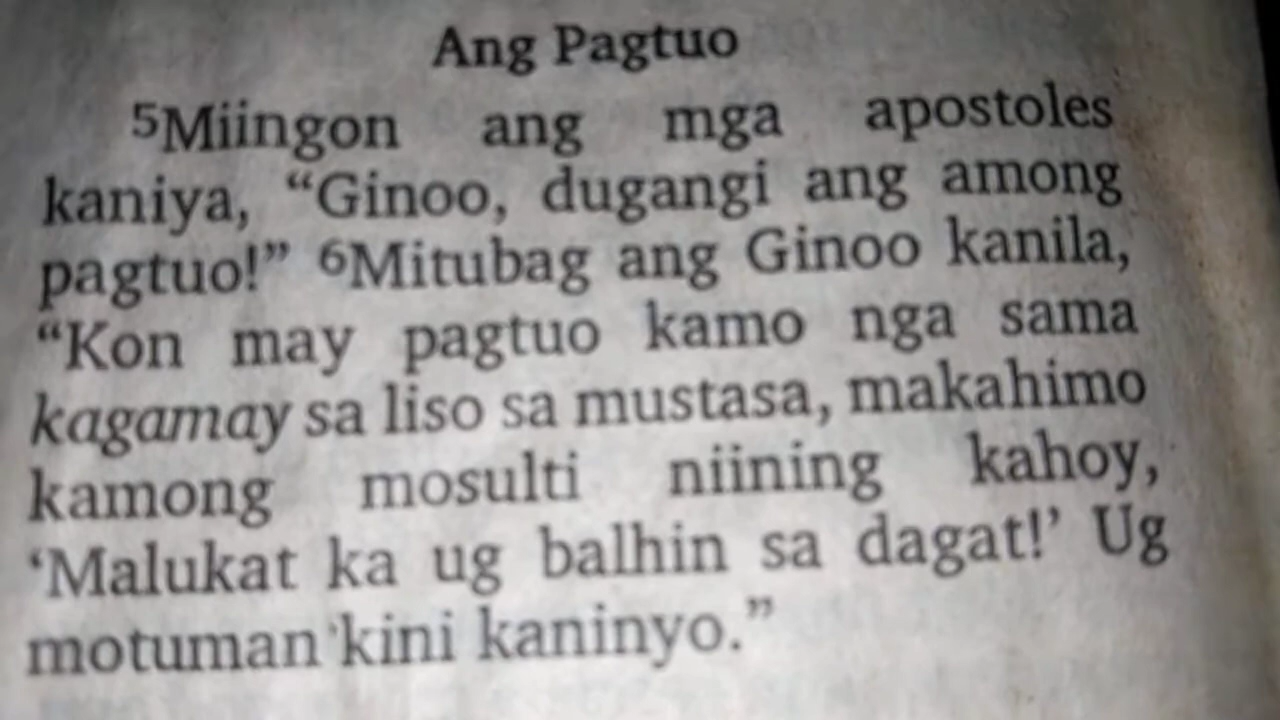 Ang Pagtuo
5Miingon ang mga apostoles
kaniya, “Ginoo, dugangi ang among
pagtuo!” 6Mitubag ang Ginoo kanila,
“Kon may pagtuo kamo nga sama
kagamay sa liso sa mustasa, makahimo
kamong mosulti niining kahoy,
‘Malukat ka ug balhin sa dagat!’ Ug
motuman kini kaninyo.”